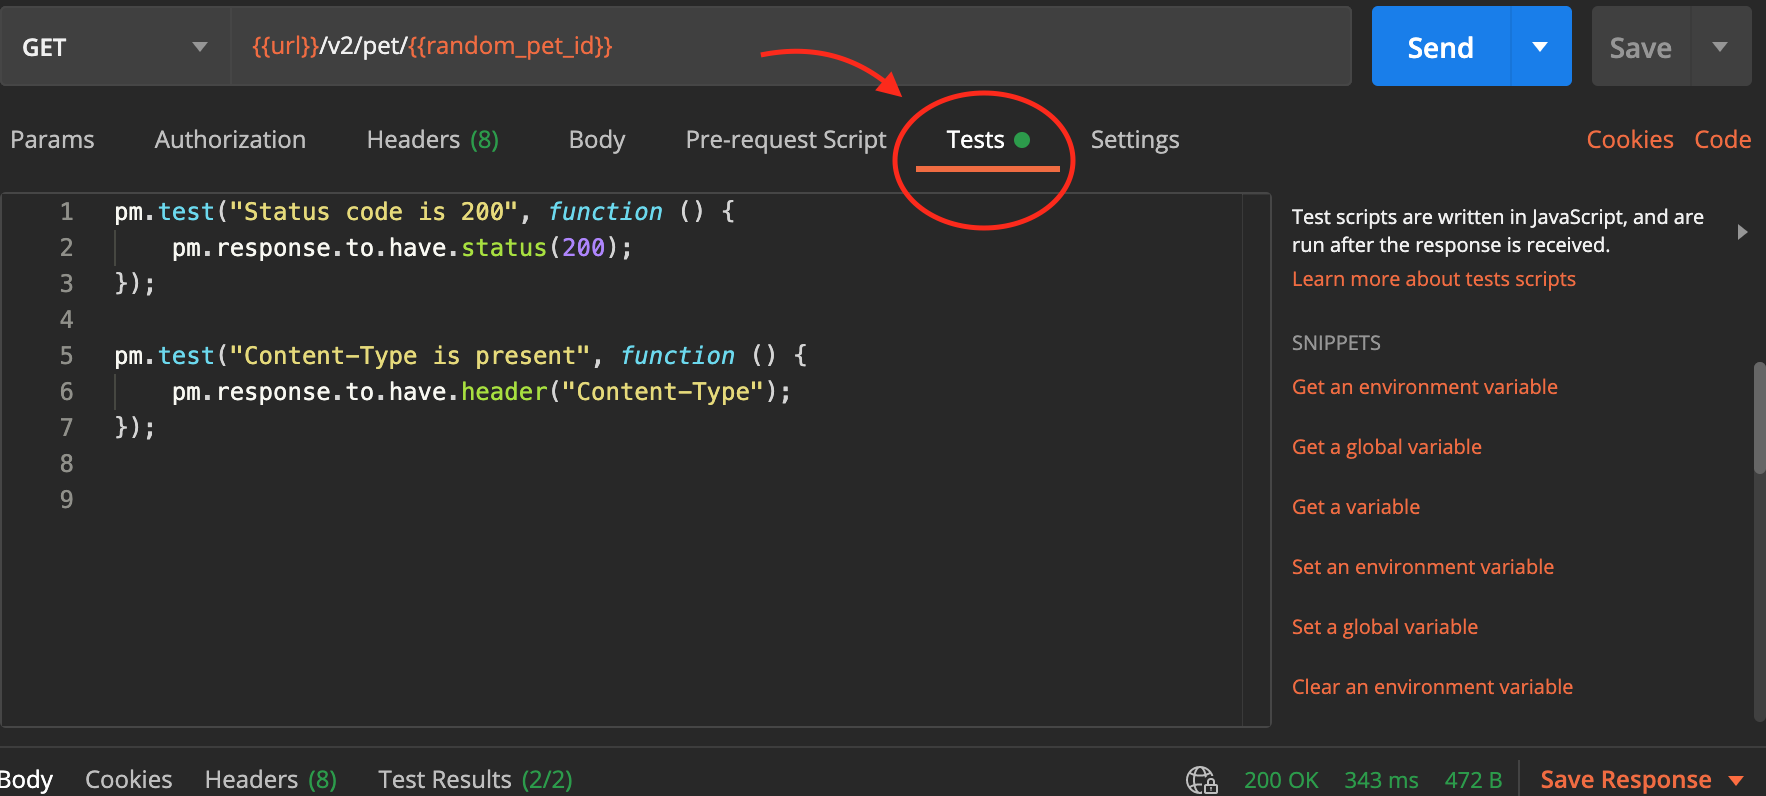 GET {{url}}/v2/pet/{{random_pet_id}} Send Save
Params Authorization Headers (8) Body Pre-request Script Tests Settings Cookies Code
1 pm.test("Status code is 200", function () {
2 pm.response.to.have.status(200);
3 });
4
5 pm.test("Content-Type is present", function () {
6 pm.response.to.have.header("Content-Type");
7 });
8
9
Test scripts are written in JavaScript, and are
run after the response is received.
Learn more about tests scripts
SNIPPETS
Get an environment variable
Get a global variable
Get a variable
Set an environment variable
Set a global variable
Clear an environment variable
Body Cookies Headers (8) Test Results (2/2) 200 OK 343 ms 472 B Save Response